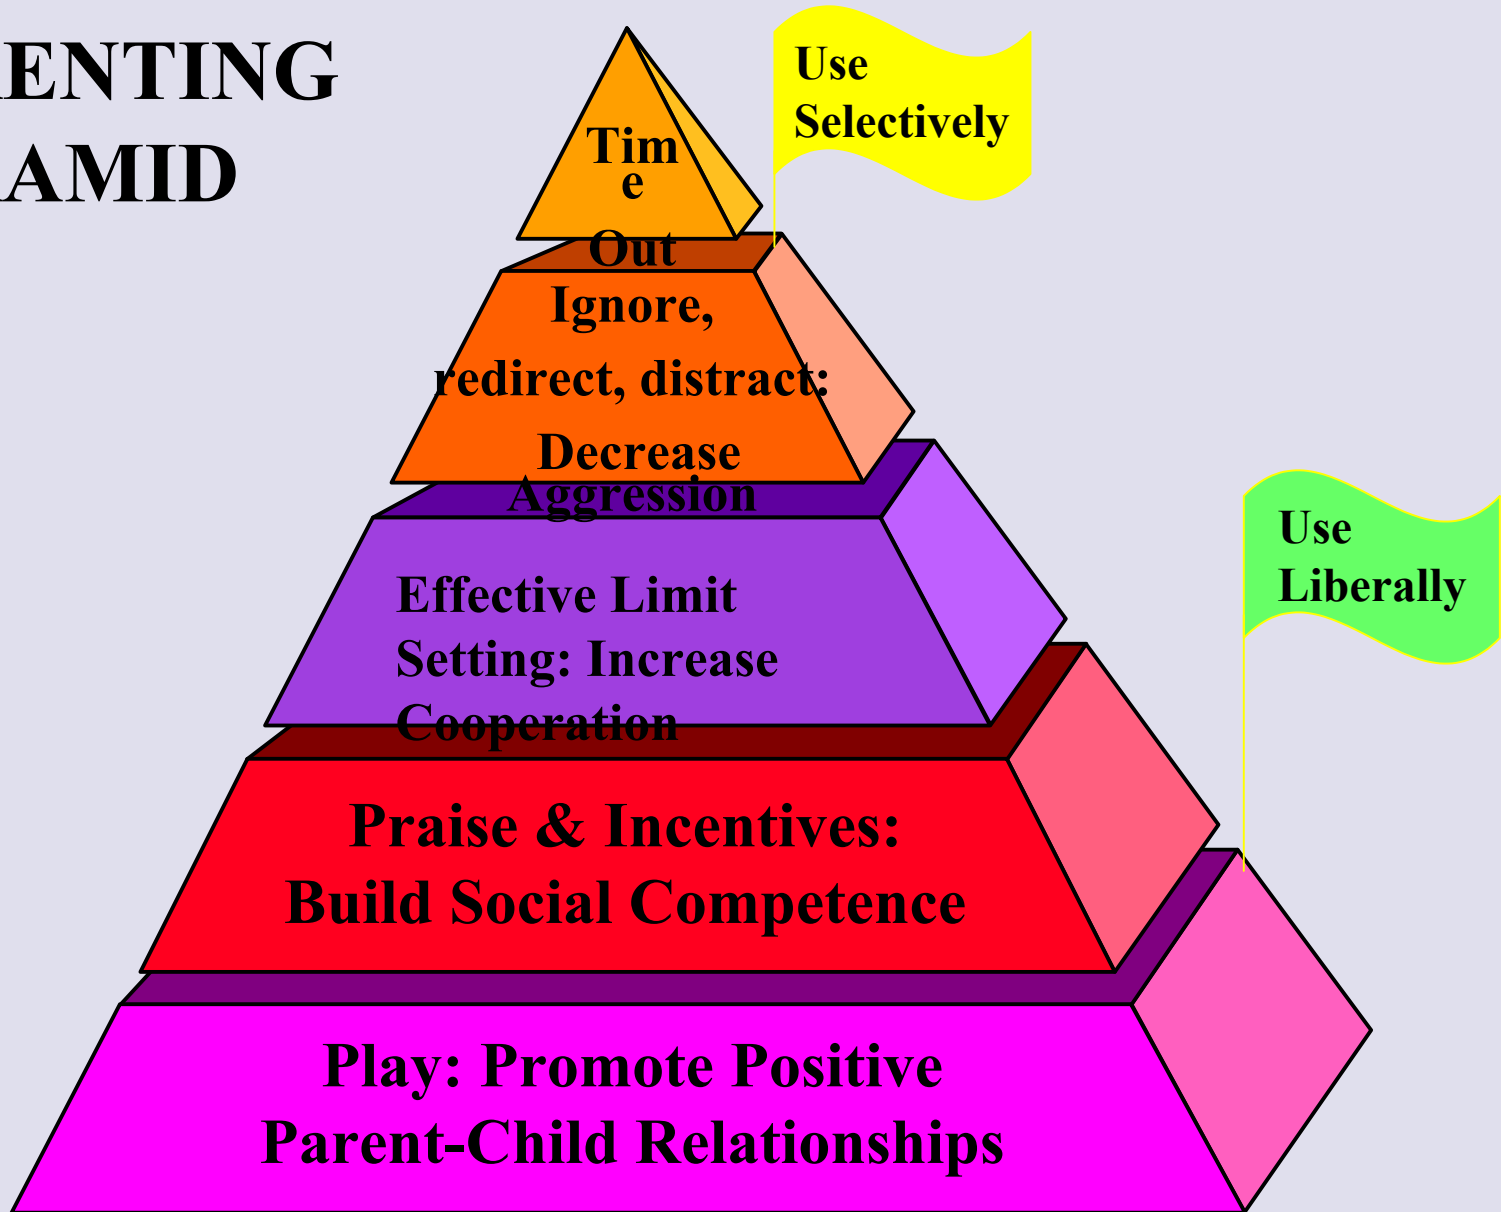 ENTING
AMID
Use
Selectively
Tim
e
Out
Ignore,
redirect, distract:
Decrease
Aggression
Use
Liberally
Effective Limit
Setting: Increase
Cooperation
Praise & Incentives:
Build Social Competence
Play: Promote Positive
Parent-Child Relationships